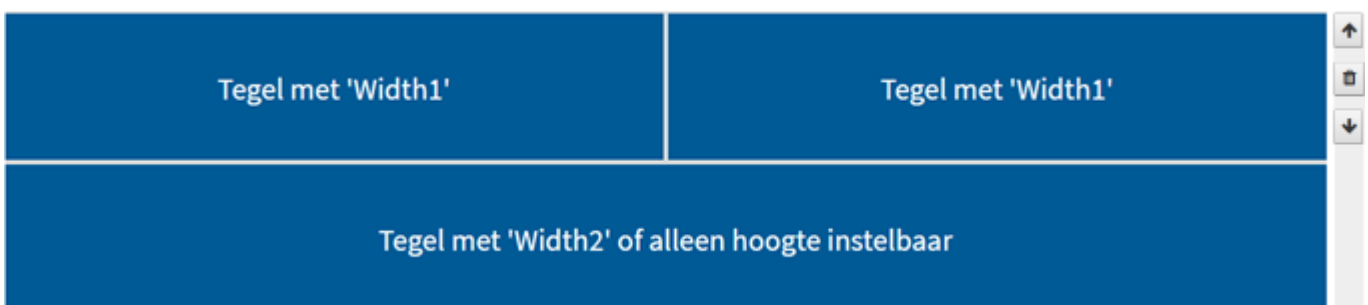 Tegel met 'Width1'
Tegel met 'Width1'
Tegel met 'Width2' of alleen hoogte instelbaar